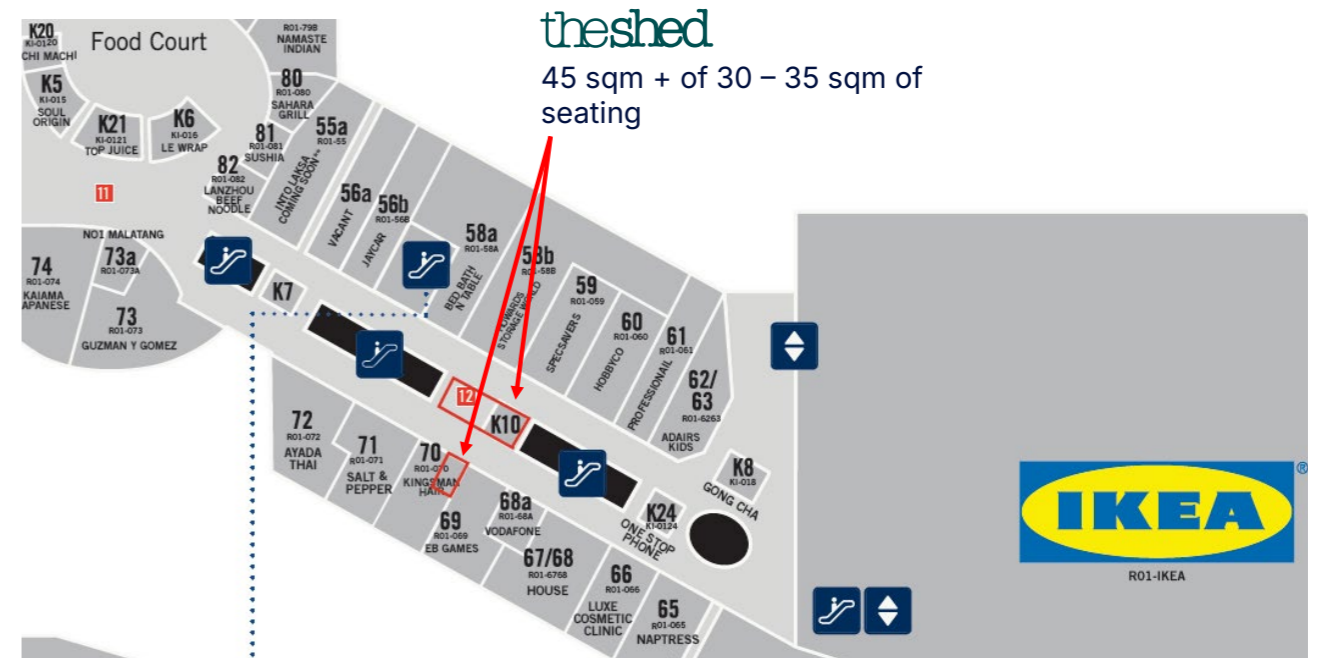 theshed
45 sqm + of 30 – 35 sqm of
seating
K20
KI-0120
CHI MACHI
Food Court
R01-79B
NAMASTE
INDIAN
K5
KI-015
SOUL
ORIGIN
K21
KI-0121
TOP JUICE
K6
KI-016
LE WRAP
80
R01-080
SAHARA
GRILL
81
R01-081
SUSHIA
82
R01-082
LANZHOU
BEEF
NOODLE
55a
R01-55
INTO LAKSA
COMING SOON**
56a
VACANT
56b
R01-56B
JAYCAR
58a
R01-58A
BED BATH
N' TABLE
58b
R01-58B
TOWARDS
STORAGE WORLD
59
R01-059
SPECSAVERS
60
R01-060
HOBBYCO
61
R01-061
PROFESSIONAIL
62/
63
R01-6263
ADAIRS
KIDS
11
NO1 MALATANG
73a
R01-073A
74
R01-074
KAIAMA
APANESE
73
R01-073
GUZMAN Y GOMEZ
K7
12
K10
72
R01-072
AYADA
THAI
71
R01-071
SALT &
PEPPER
70
R01-070
KINGSMAN
HAIR
69
R01-069
EB GAMES
68a
R01-68A
VODAFONE
67/68
R01-6768
HOUSE
66
R01-066
LUXE
COSMETIC
CLINIC
65
R01-065
NAPTRESS
K24
KI-0124
ONE STOP
PHONE
K8
KI-018
GONG CHA
IKEA
®
R01-IKEA